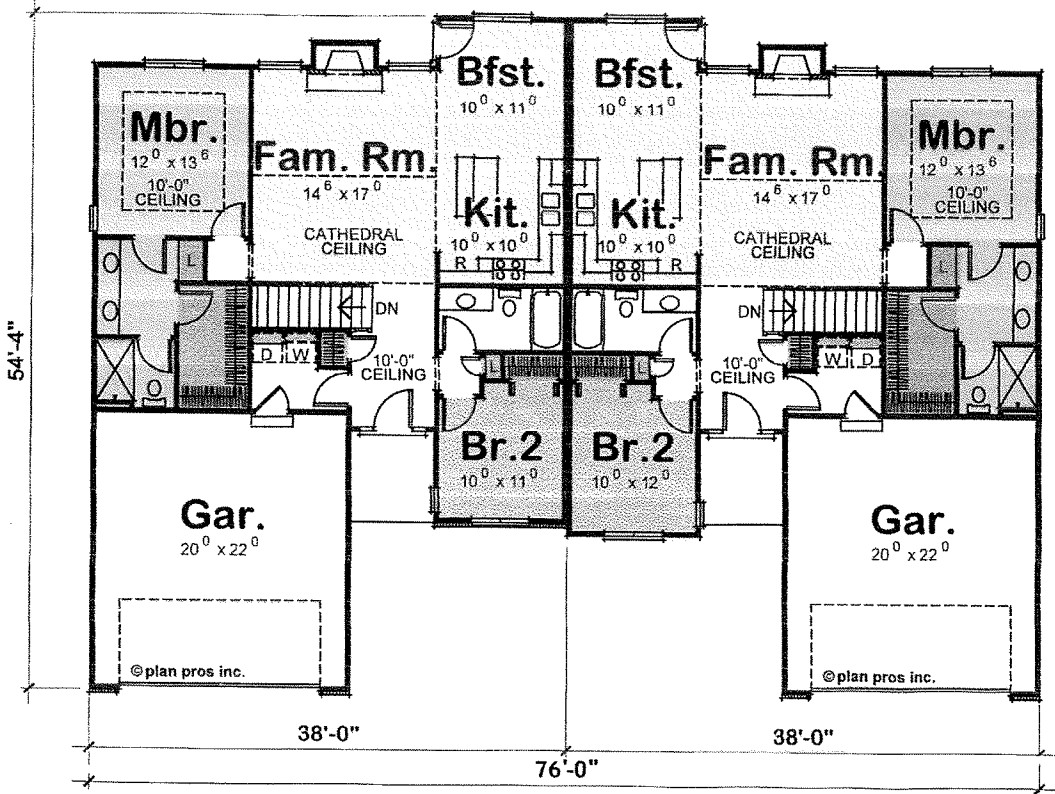 Bfst.
10⁰ x 11⁰
Bfst.
10⁰ x 11⁰
Mbr.
12⁰ x 13⁶
10'-0"
CEILING
Fam. Rm.
14⁶ x 17⁰
CATHEDRAL
CEILING
Kit.
10⁰ x 10⁰
R
Kit.
10⁰ x 10⁰
R
Fam. Rm.
14⁶ x 17⁰
CATHEDRAL
CEILING
Mbr.
12⁰ x 13⁶
10'-0"
CEILING
L
L
DN
DN
D
W
10'-0"
CEILING
L
L
10'-0"
CEILING
W
D
54'-4"
Br.2
10⁰ x 11⁰
Br.2
10⁰ x 12⁰
Gar.
20⁰ x 22⁰
Gar.
20⁰ x 22⁰
©plan pros inc.
©plan pros inc.
38'-0"
38'-0"
76'-0"